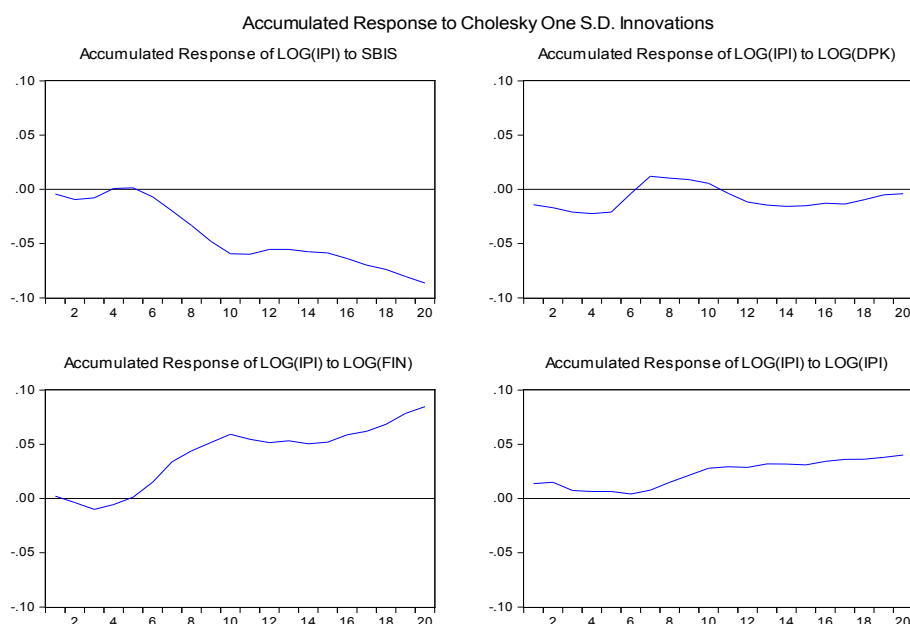 Accumulated Response to Cholesky One S.D. Innovations
Accumulated Response of LOG(IPI) to SBIS
.10
.05
.00
-.05
-.10
2 4 6 8 10 12 14 16 18 20
Accumulated Response of LOG(IPI) to LOG(DPK)
.10
.05
.00
-.05
-.10
2 4 6 8 10 12 14 16 18 20
Accumulated Response of LOG(IPI) to LOG(FIN)
.10
.05
.00
-.05
-.10
2 4 6 8 10 12 14 16 18 20
Accumulated Response of LOG(IPI) to LOG(IPI)
.10
.05
.00
-.05
-.10
2 4 6 8 10 12 14 16 18 20